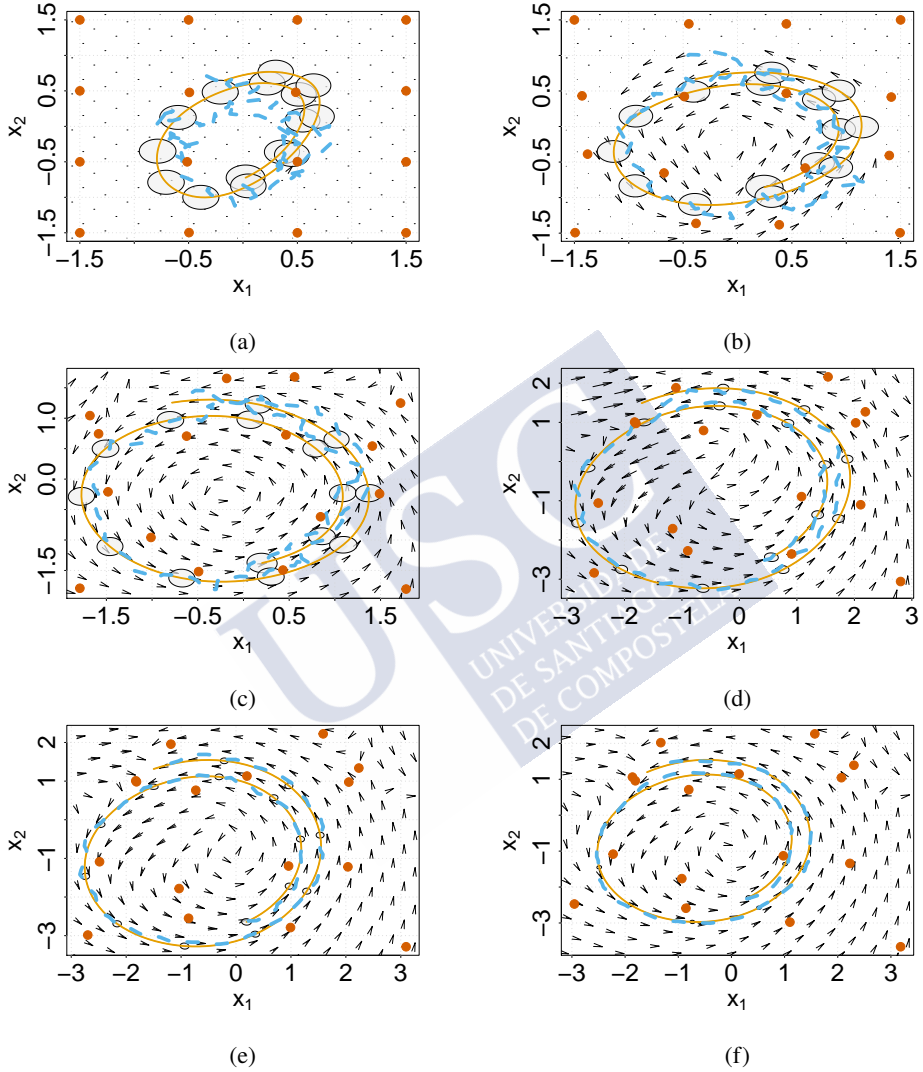 1.5
0.5
−0.5
−1.5
x2
−1.5 −0.5 0.5 1.5
x1
(a)
1.5
0.5
−0.5
−1.5
x2
−1.5 −0.5 0.5 1.5
x1
(b)
1.0
0.0
−1.5
x2
−1.5 −0.5 0.5 1.5
x1
(c)
2
1
−1
−3
x2
−3 −2 −1 0 1 2 3
x1
(d)
USC
UNIVERSIDADE
DE SANTIAGO
DE COMPOSTELA
2
1
−1
−3
x2
−3 −2 −1 0 1 2 3
x1
(e)
2
1
−1
−3
x2
−3 −2 −1 0 1 2 3
x1
(f)